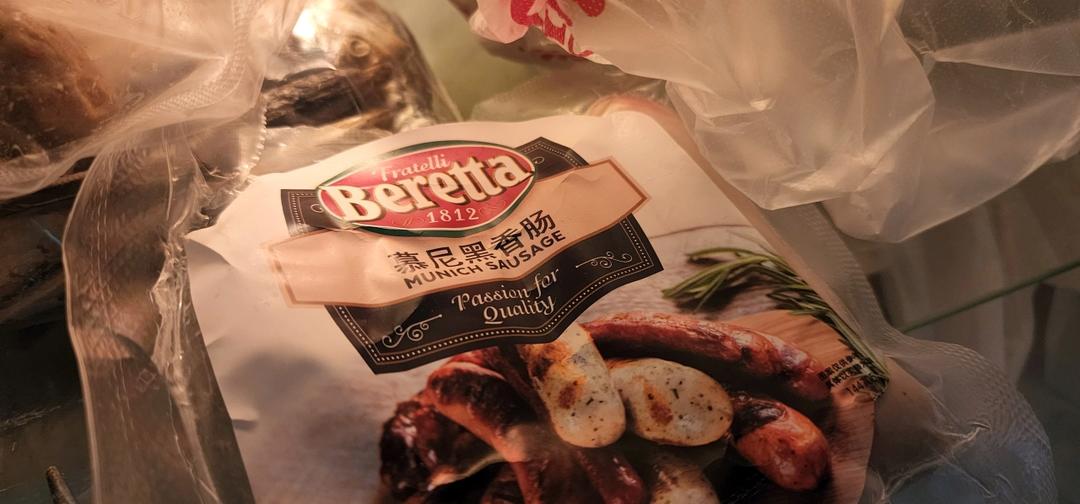 Fratelli
Beretta
1812
慕尼黑香肠
MUNICH SAUSAGE
Passion for
Quality